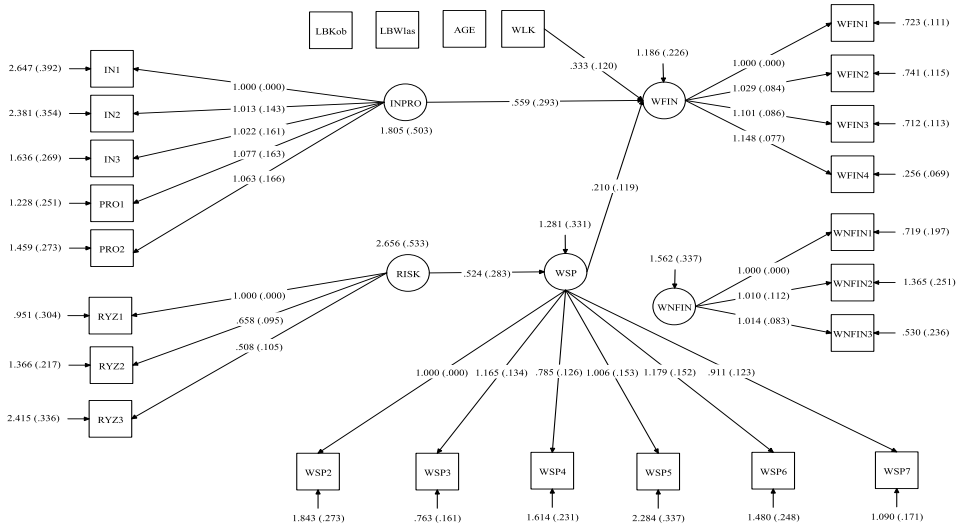 LBKob
LBWlas
AGE
WLK
WFIN1
.723 (.111)
1.186 (.226)
2.647 (.392)
IN1
.333 (.120)
1.000 (.000)
WFIN2
.741 (.115)
1.000 (.000)
1.029 (.084)
2.381 (.354)
IN2
1.013 (.143)
INPRO
.559 (.293)
WFIN
1.101 (.086)
WFIN3
.712 (.113)
1.022 (.161)
1.805 (.503)
1.148 (.077)
1.636 (.269)
IN3
1.077 (.163)
1.063 (.166)
WFIN4
.256 (.069)
.210 (.119)
1.228 (.251)
PRO1
1.281 (.331)
WNFIN1
.719 (.197)
1.459 (.273)
PRO2
2.656 (.533)
1.562 (.337)
RISK
.524 (.283)
WSP
1.000 (.000)
WNFIN2
1.365 (.251)
1.000 (.000)
WNFIN
1.010 (.112)
.951 (.304)
RYZ1
.658 (.095)
1.014 (.083)
WNFIN3
.530 (.236)
.508 (.105)
1.366 (.217)
RYZ2
1.000 (.000)
1.165 (.134)
.785 (.126)
1.006 (.153)
1.179 (.152)
.911 (.123)
2.415 (.336)
RYZ3
WSP2
WSP3
WSP4
WSP5
WSP6
WSP7
1.843 (.273)
.763 (.161)
1.614 (.231)
2.284 (.337)
1.480 (.248)
1.090 (.171)